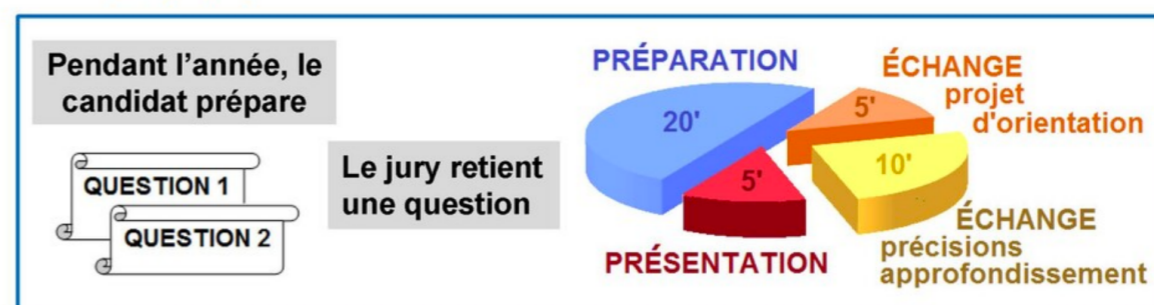 Pendant l'année, le
candidat prépare
QUESTION 1
QUESTION 2
Le jury retient
une question
PRÉPARATION
20'
ÉCHANGE
projet
d'orientation
5'
10'
ÉCHANGE
précisions
approfondissement
5'
PRÉSENTATION